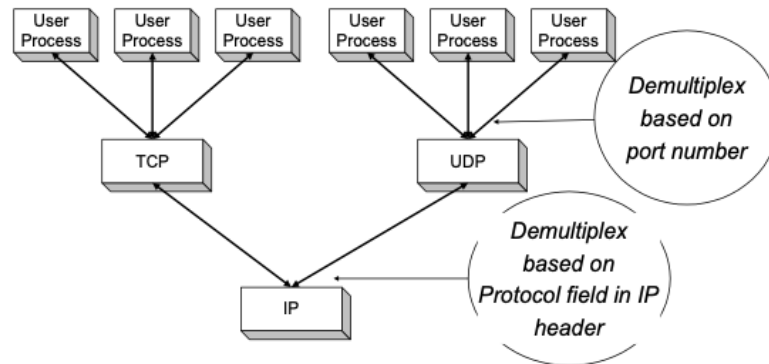 User
Process
User
Process
User
Process
User
Process
User
Process
User
Process
Demultiplex
based on
port number
TCP
UDP
Demultiplex
based on
Protocol field in IP
header
IP